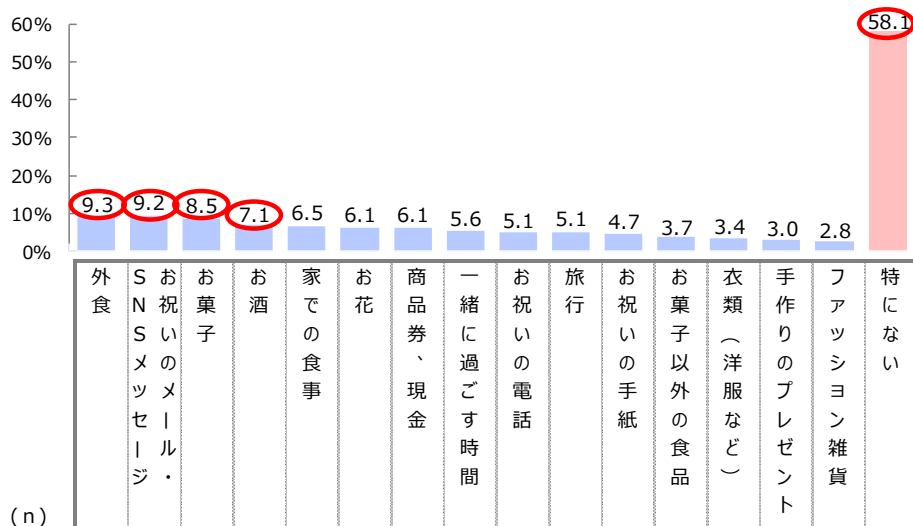 60%
50%
40%
30%
20%
10%
0%
9.3
9.2
8.5
7.1
6.5
6.1
6.1
5.6
5.1
5.1
4.7
3.7
3.4
3.0
2.8
58.1
外食
お祝いのメール・
SNSメッセージ
お菓子
お酒
家での食事
お花
商品券、現金
一緒に過ごす時間
お祝いの電話
旅行
お祝いの手紙
お菓子以外の食品
衣類（洋服など）
手作りのプレゼント
ファッション雑貨
特にない
(n)